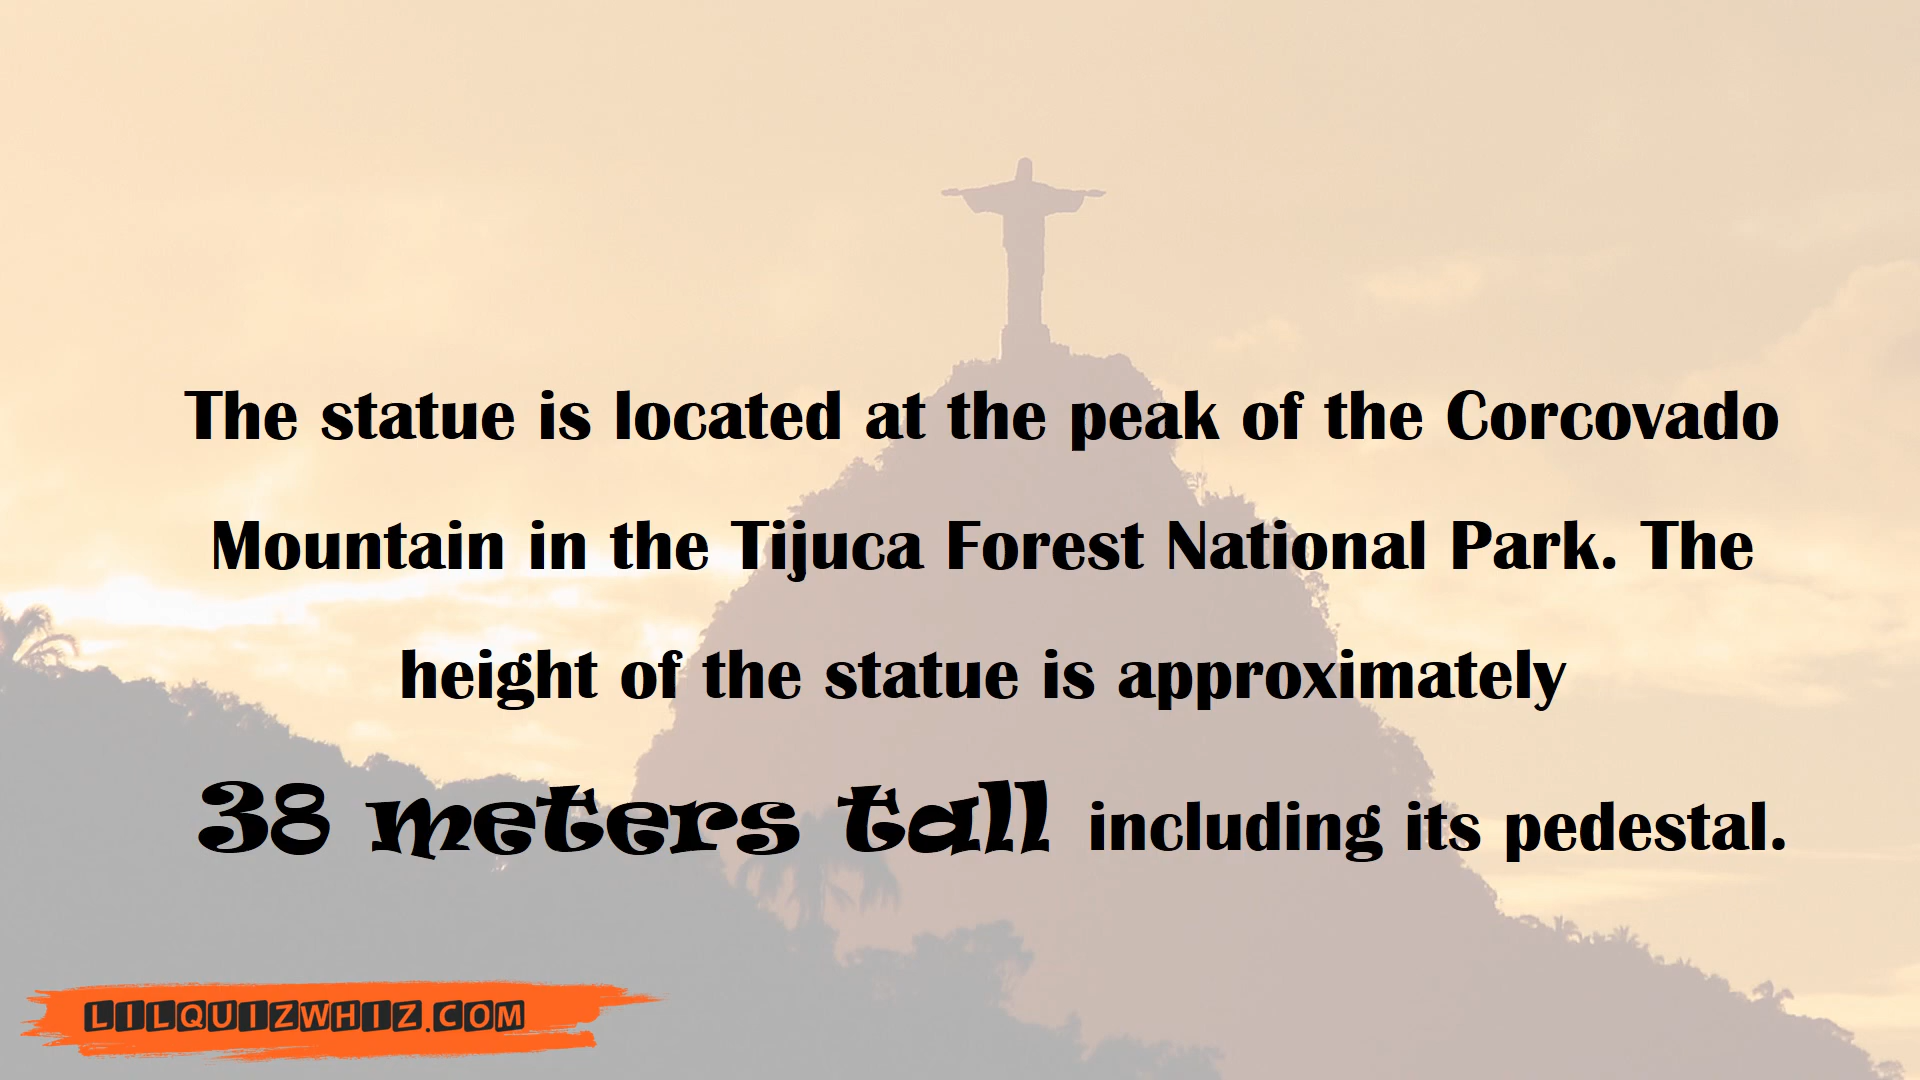 The statue is located at the peak of the Corcovado
Mountain in the Tijuca Forest National Park. The
height of the statue is approximately
38 meters tall including its pedestal.
LILQUIZWHIZ.COM